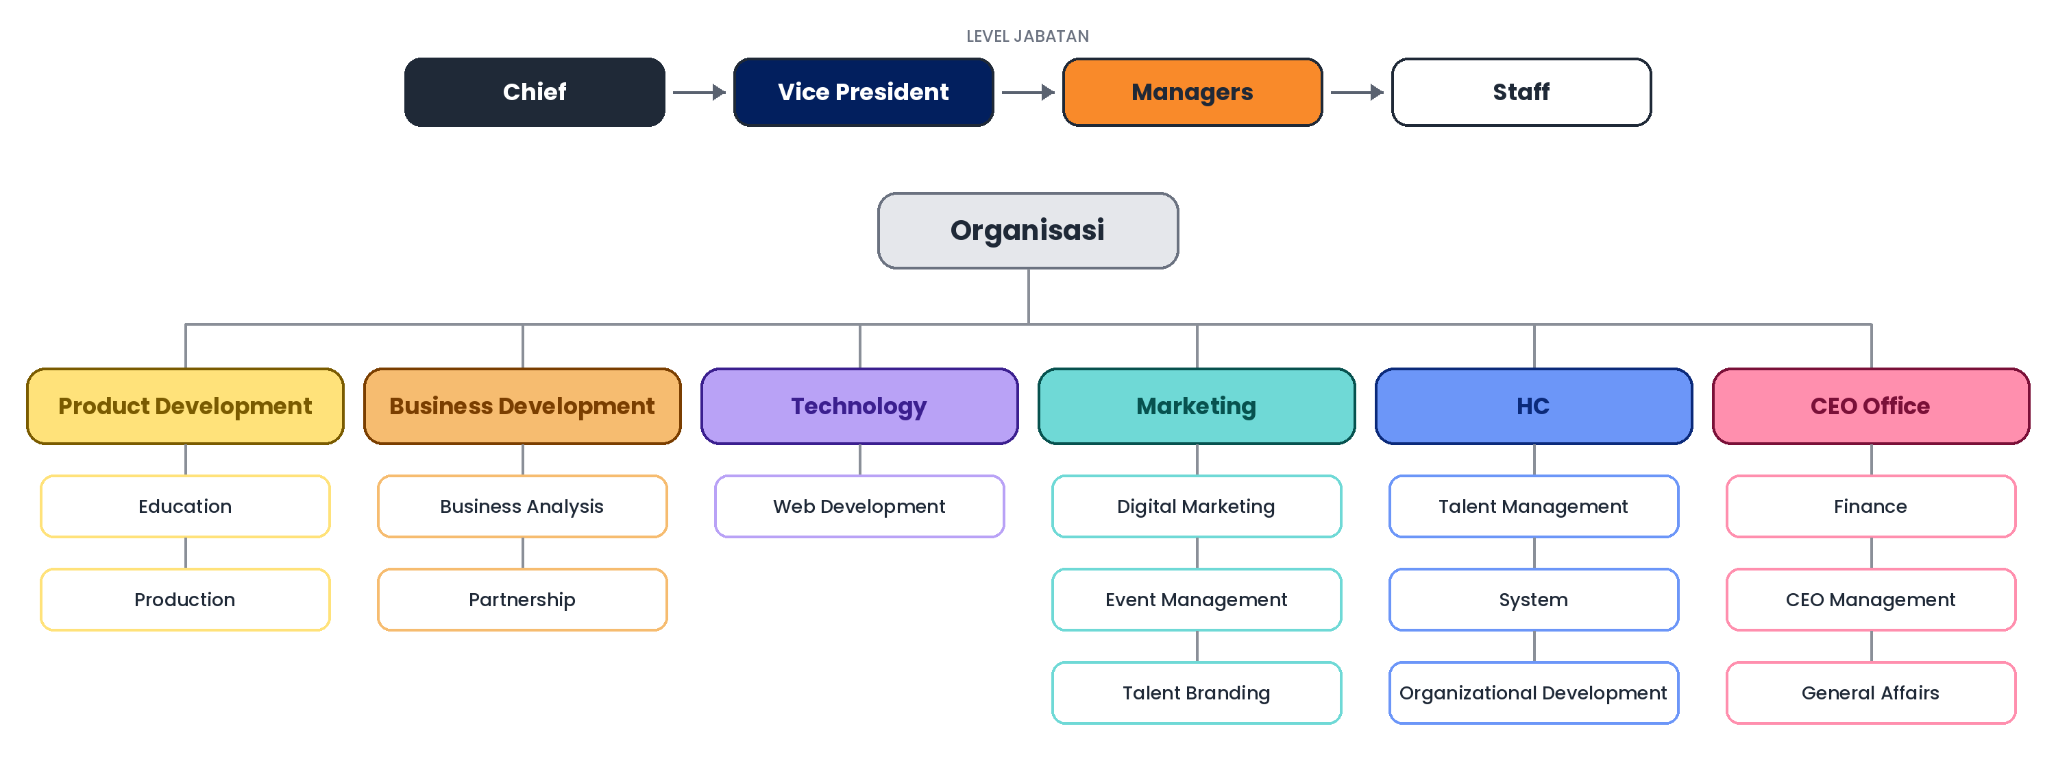 LEVEL JABATAN
Chief
Vice President
Managers
Staff
Organisasi
Product Development
Business Development
Technology
Marketing
HC
CEO Office
Education
Business Analysis
Web Development
Digital Marketing
Talent Management
Finance
Production
Partnership
Event Management
System
CEO Management
Talent Branding
Organizational Development
General Affairs